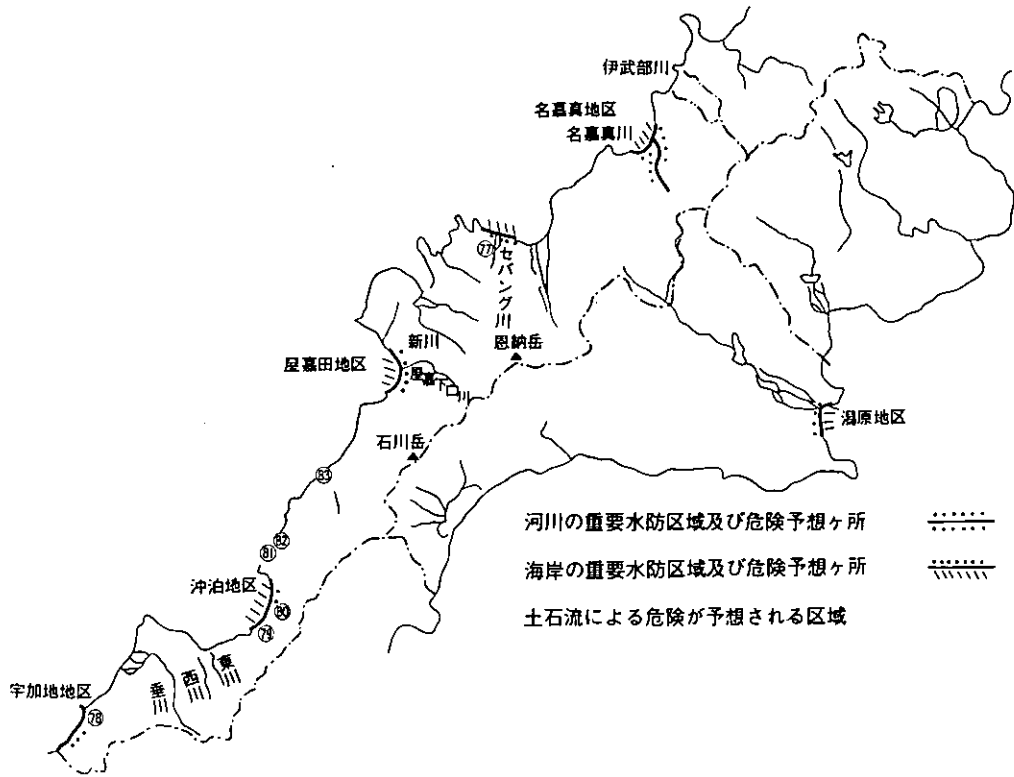 伊武部川
名嘉真地区
名嘉真川
77
セバング川
新川
恩納岳
屋嘉田地区
屋嘉下口川
石川岳
潟原地区
83
82
81
沖泊地区
80
79
東川
西川
垂川
宇加地地区
78
河川の重要水防区域及び危険予想ヶ所
海岸の重要水防区域及び危険予想ヶ所
土石流による危険が予想される区域